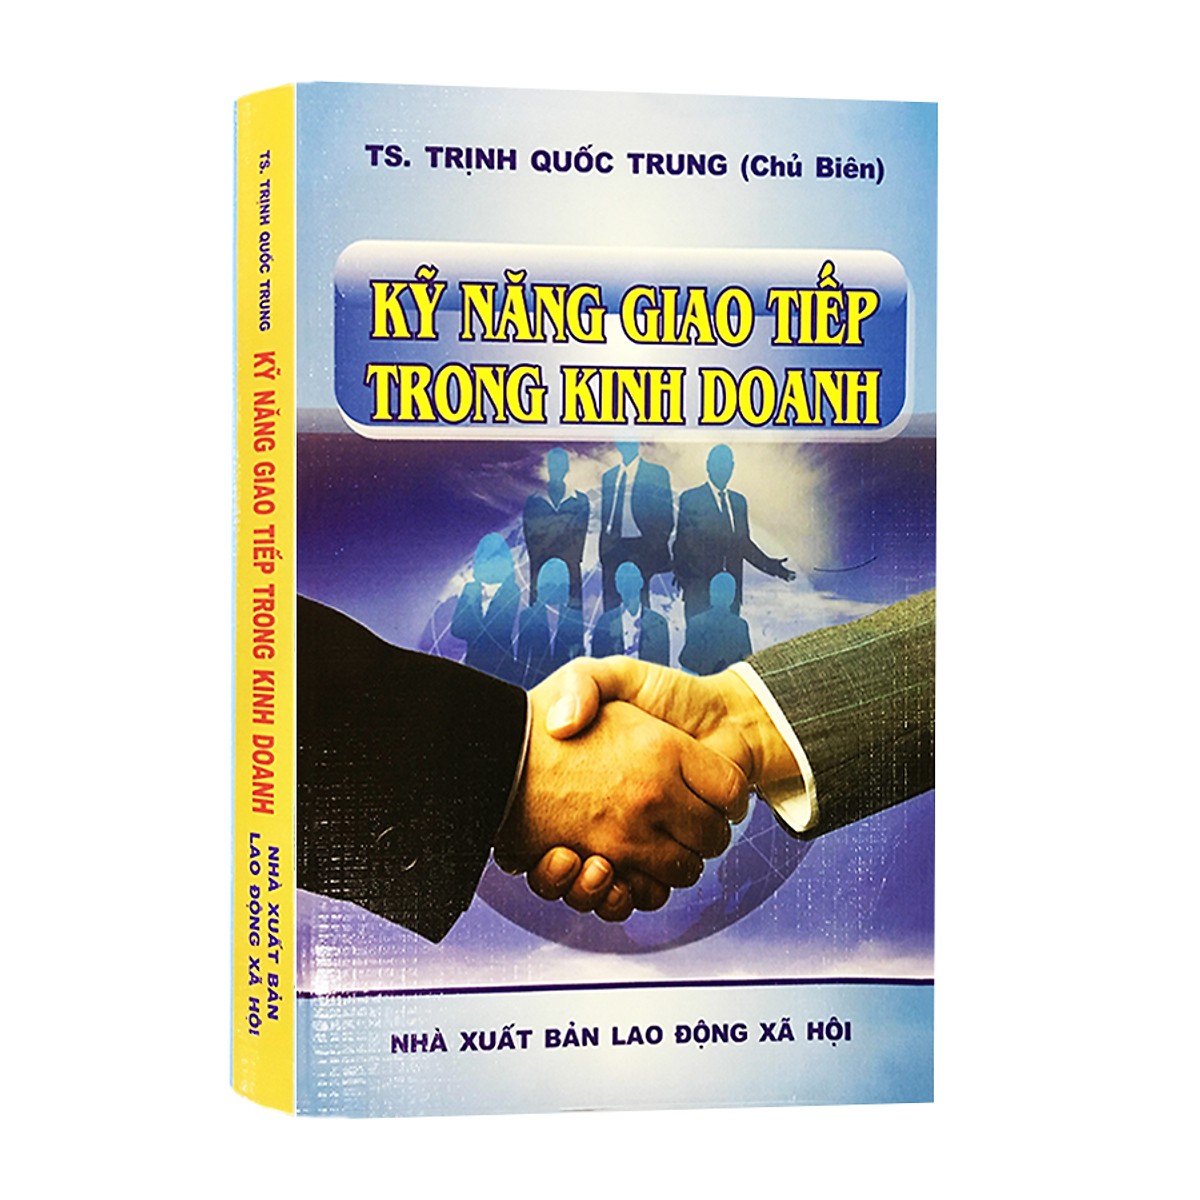 TS. TRỊNH QUỐC TRUNG (Chủ Biên)
KỸ NĂNG GIAO TIẾP
TRONG KINH DOANH
NHÀ XUẤT BẢN LAO ĐỘNG XÃ HỘI
TS. TRỊNH QUỐC TRUNG
KỸ NĂNG GIAO TIẾP TRONG KINH DOANH
NHÀ XUẤT BẢN
LAO ĐỘNG XÃ HỘI